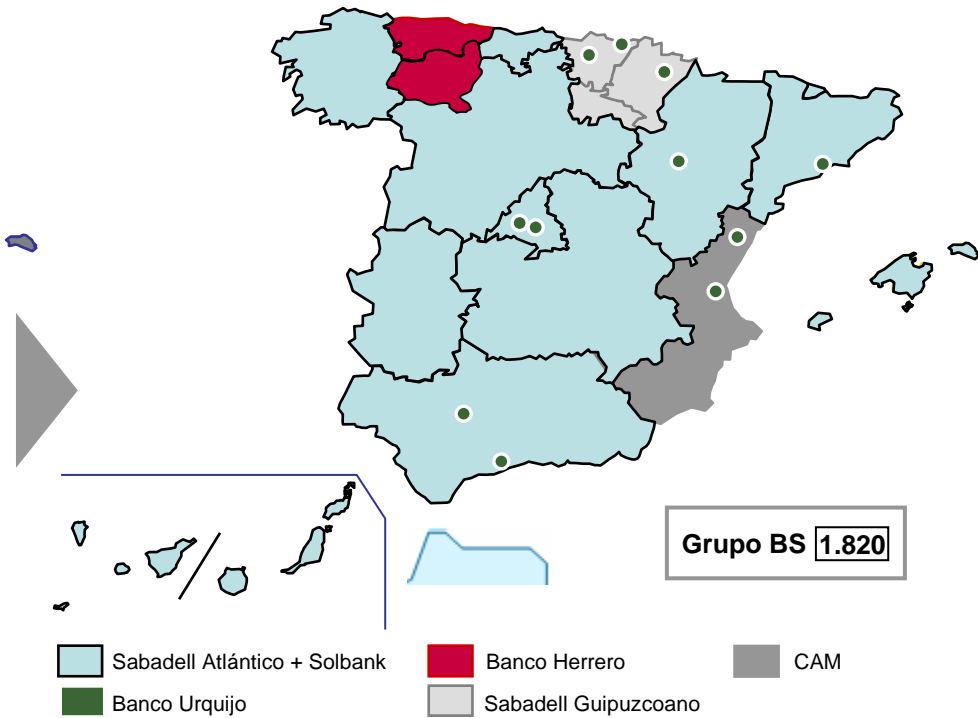 Grupo BS 1.820
Sabadell Atlántico + Solbank
Banco Herrero
CAM
Banco Urquijo
Sabadell Guipuzcoano